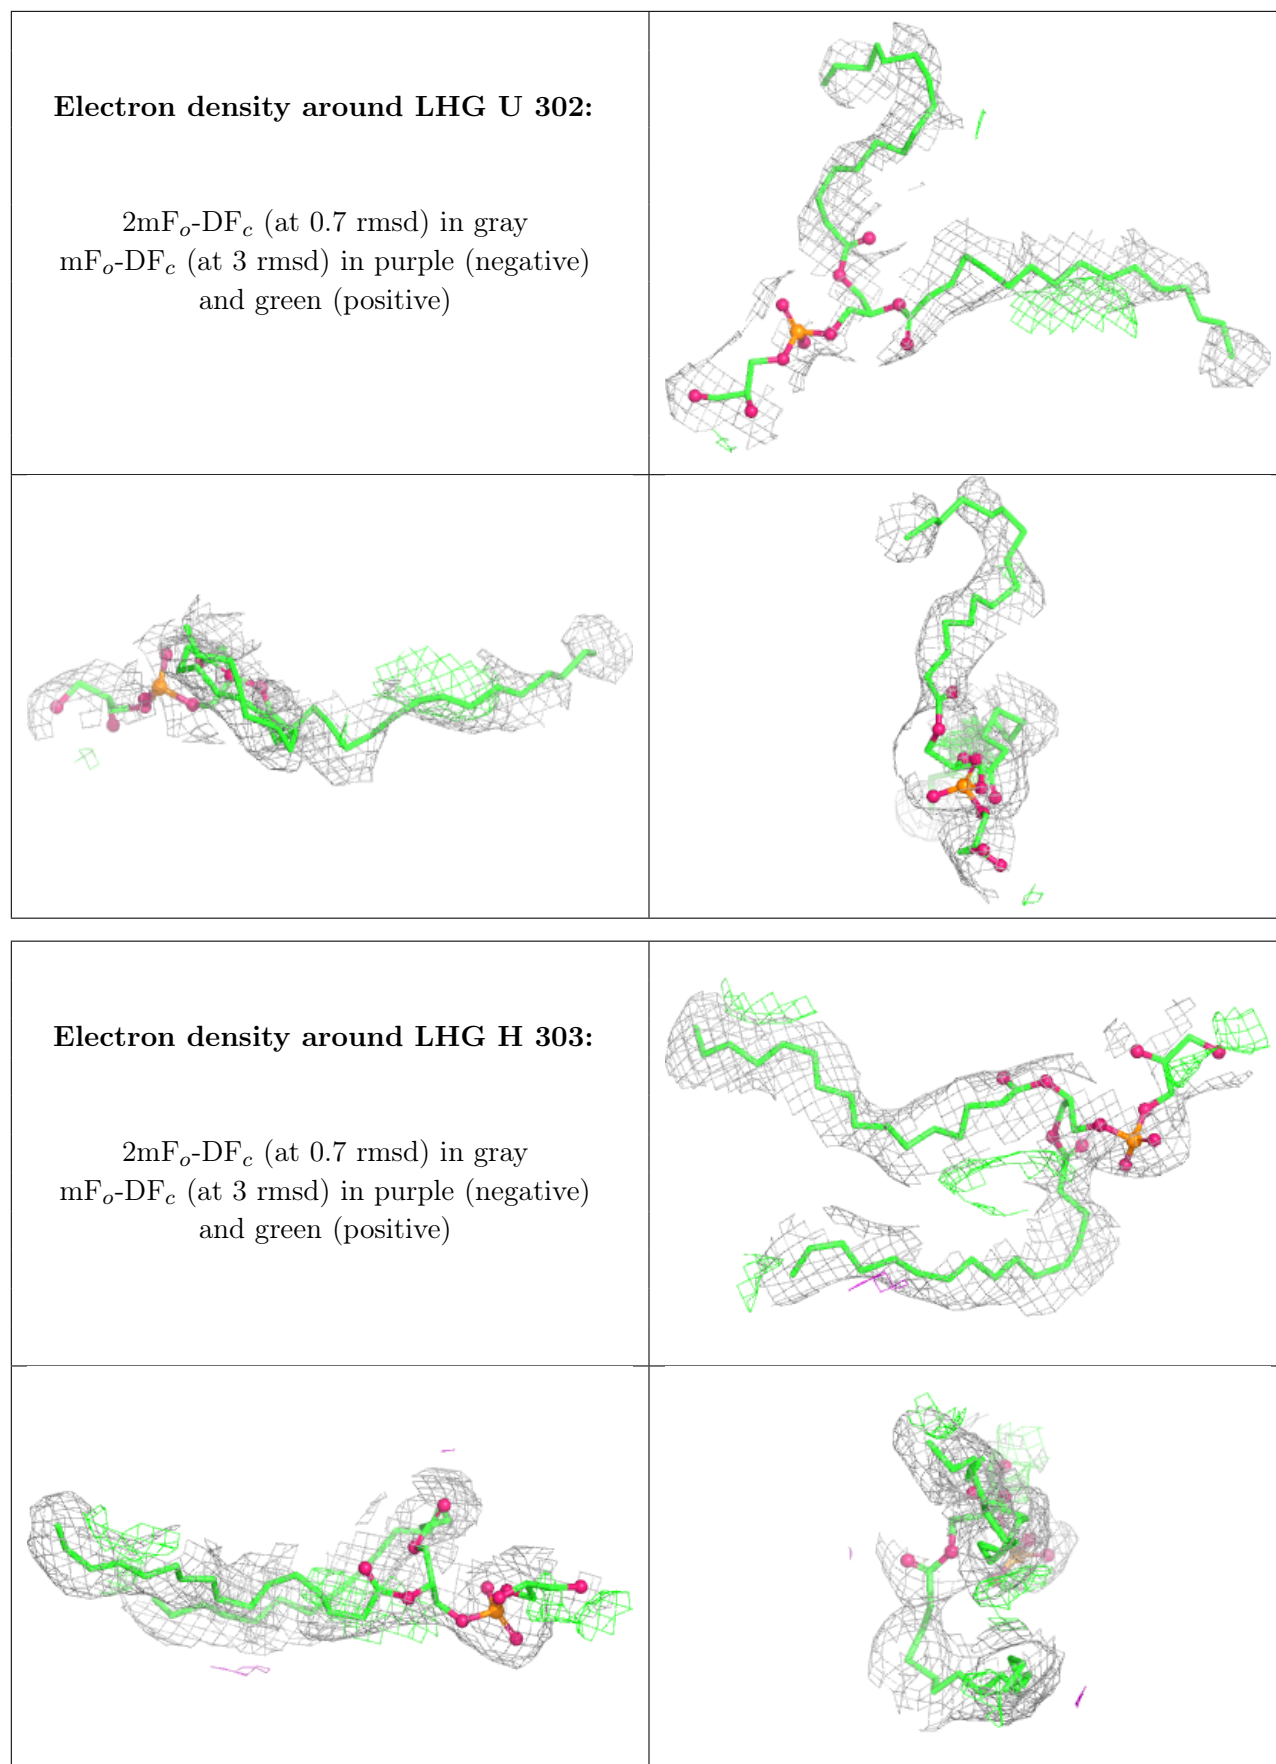 Electron density around LHG U 302:
2mFo-DFc (at 0.7 rmsd) in gray
mFo-DFc (at 3 rmsd) in purple (negative)
and green (positive)
Electron density around LHG H 303:
2mFo-DFc (at 0.7 rmsd) in gray
mFo-DFc (at 3 rmsd) in purple (negative)
and green (positive)